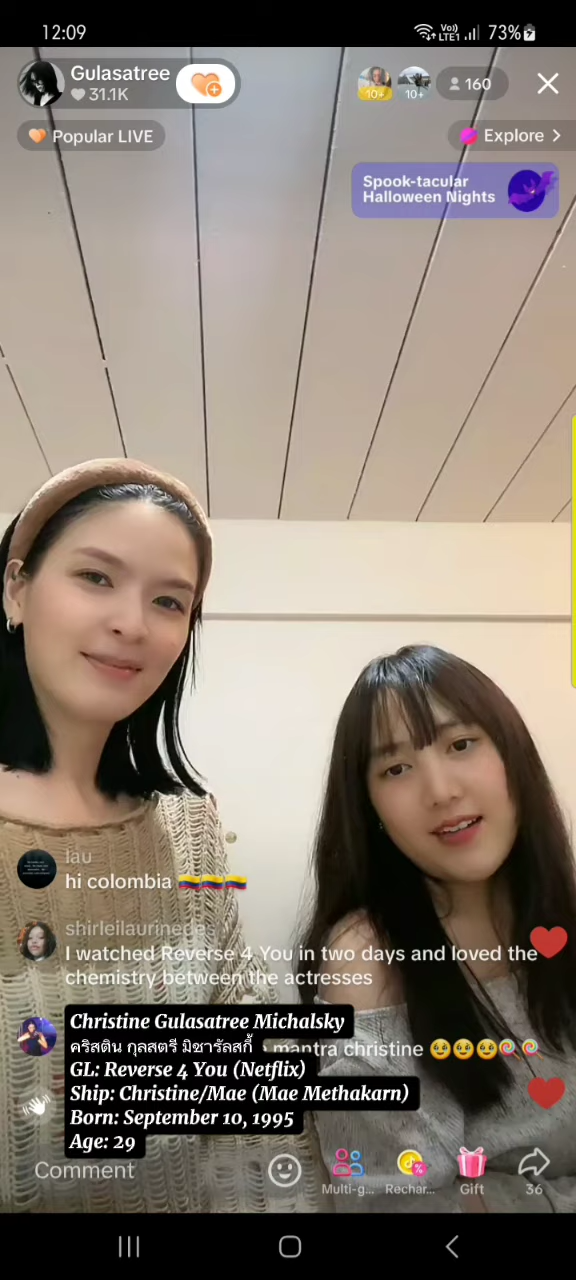 12:09
Vo)) LTE1 73%
Gulasatree
31.1K
10+ 10+ 160
Popular LIVE
Explore >
Spook-tacular
Halloween Nights
lau
hi colombia 🇨🇴🇨🇴🇨🇴
shirleilaurinedes
I watched Reverse 4 You in two days and loved the
chemistry between the actresses
Christine Gulasatree Michalsky
คริสติน กุลสตรี มิชารัลสกี้
mantra christine 🥹🥹🥹🍭🍭
GL: Reverse 4 You (Netflix)
Ship: Christine/Mae (Mae Methakarn)
Born: September 10, 1995
Age: 29
Comment
Multi-g... Rechar... Gift 36